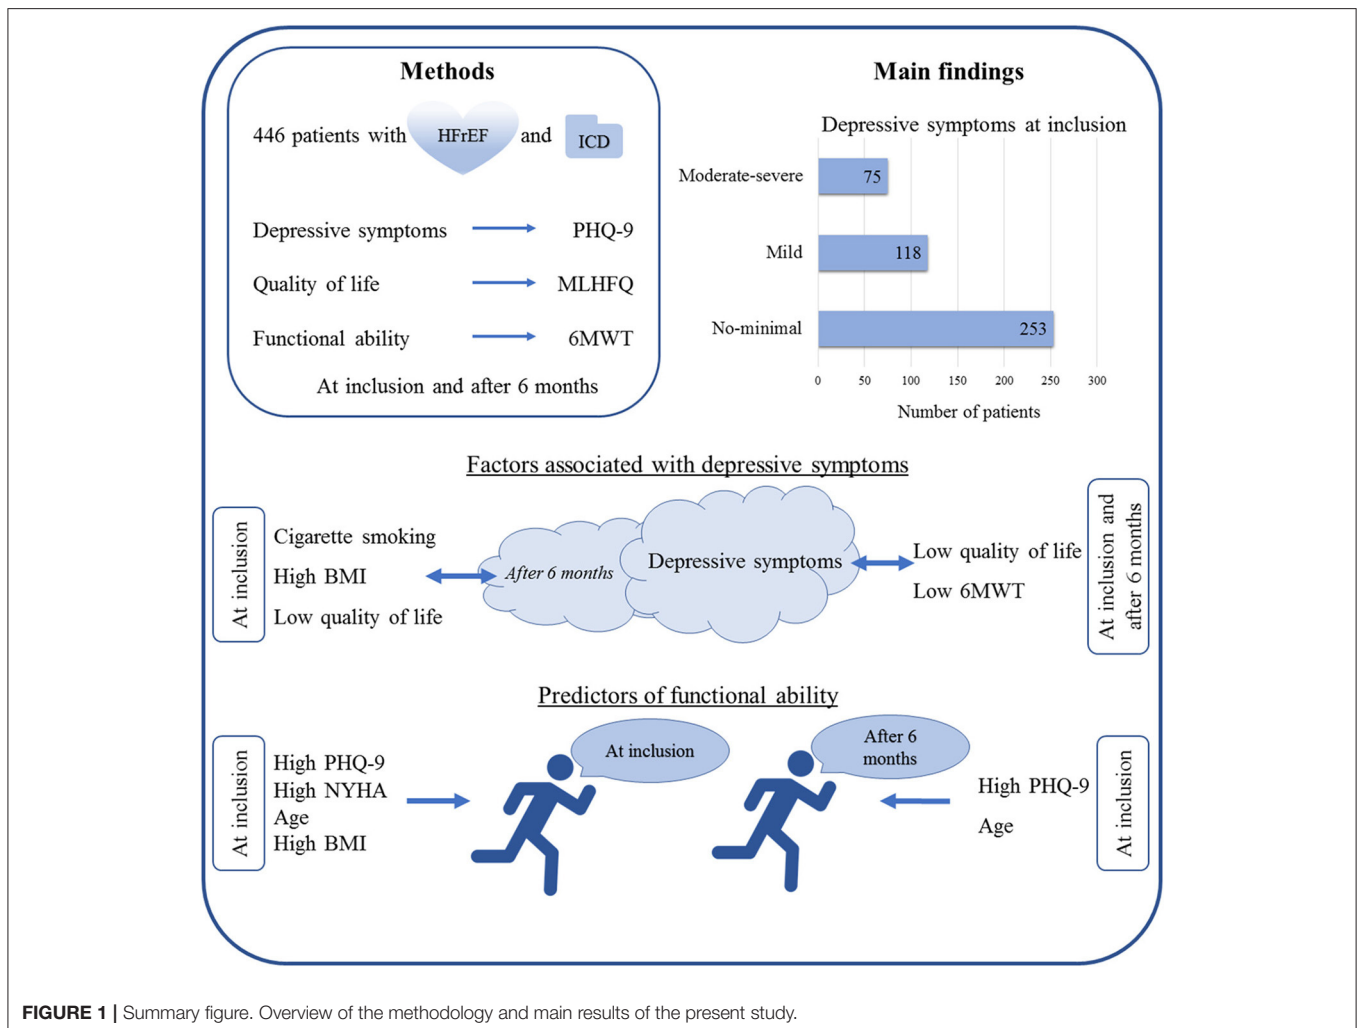 Methods
446 patients with HFrEF and ICD
Depressive symptoms PHQ-9
Quality of life MLHFQ
Functional ability 6MWT
At inclusion and after 6 months
Main findings
Depressive symptoms at inclusion
Moderate-severe 75
Mild 118
No-minimal 253
0 50 100 150 200 250 300
Number of patients
Factors associated with depressive symptoms
At inclusion
Cigarette smoking
High BMI
Low quality of life
After 6 months
Depressive symptoms
Low quality of life
Low 6MWT
At inclusion and
after 6 months
Predictors of functional ability
At inclusion
High PHQ-9
High NYHA
Age
High BMI
At inclusion
After 6
months
High PHQ-9
Age
At inclusion
FIGURE 1 | Summary figure. Overview of the methodology and main results of the present study.